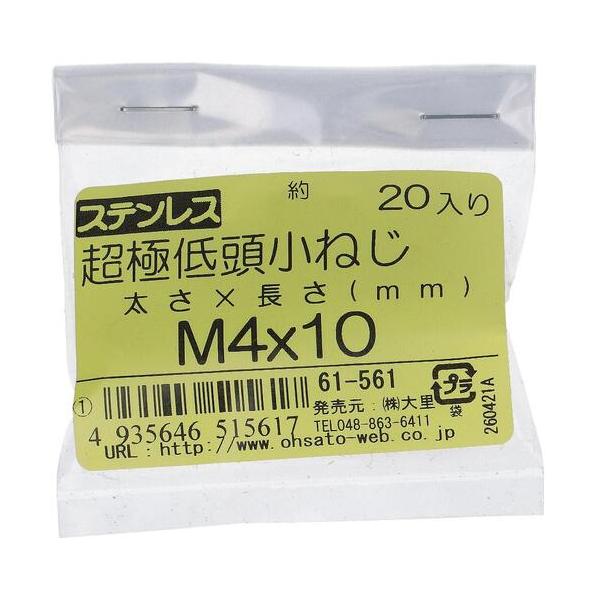 約 20入り
ステンレス
超極低頭小ねじ
太さ×長さ(mm)
M4x10
① 61-561
発売元:㈱大里
4 935646 515617
TEL048-863-6411
URL:http://www.ohsato-web.co.jp
プラ
袋
260421A